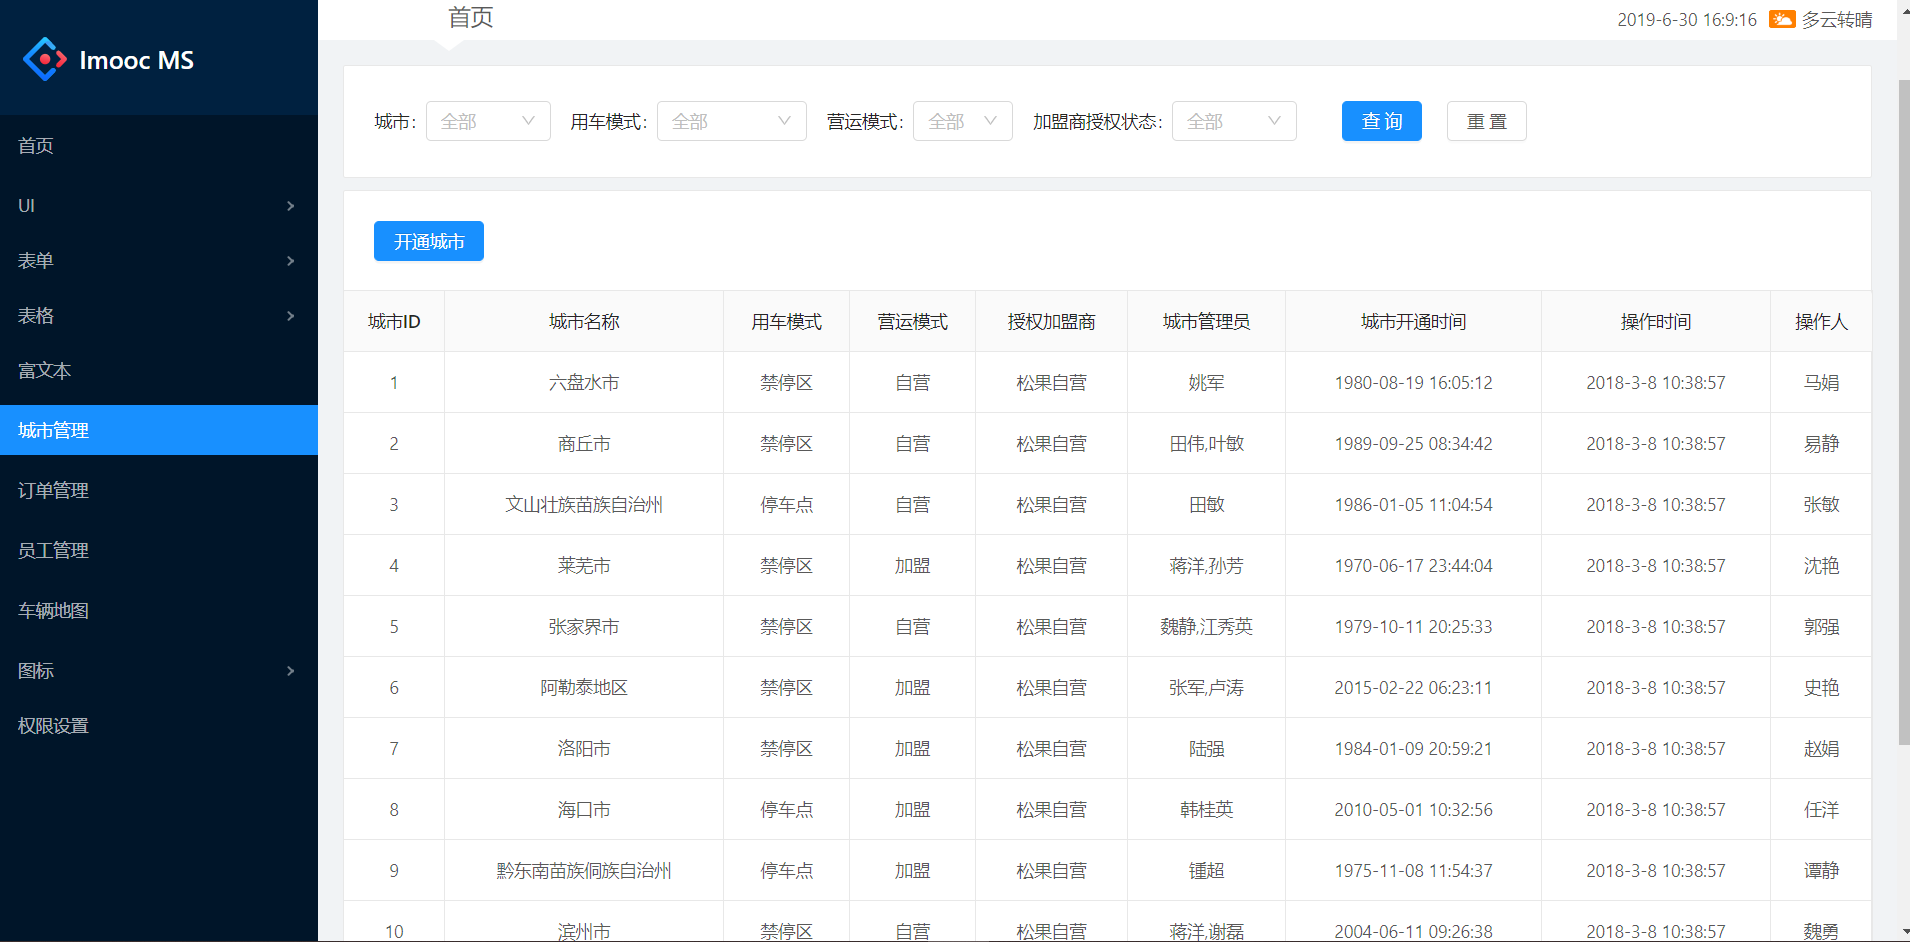 Imooc MS
首页
UI
表单
表格
富文本
城市管理
订单管理
员工管理
车辆地图
图标
权限设置
首页
2019-6-30 16:9:16 多云转晴
城市: 全部 用车模式: 全部 营运模式: 全部 加盟商授权状态: 全部 查 询 重 置
开通城市
城市ID 城市名称 用车模式 营运模式 授权加盟商 城市管理员 城市开通时间 操作时间 操作人
1 六盘水市 禁停区 自营 松果自营 姚军 1980-08-19 16:05:12 2018-3-8 10:38:57 马娟
2 商丘市 禁停区 自营 松果自营 田伟,叶敏 1989-09-25 08:34:42 2018-3-8 10:38:57 易静
3 文山壮族苗族自治州 停车点 自营 松果自营 田敏 1986-01-05 11:04:54 2018-3-8 10:38:57 张敏
4 莱芜市 禁停区 加盟 松果自营 蒋洋,孙芳 1970-06-17 23:44:04 2018-3-8 10:38:57 沈艳
5 张家界市 禁停区 自营 松果自营 魏静,江秀英 1979-10-11 20:25:33 2018-3-8 10:38:57 郭强
6 阿勒泰地区 禁停区 加盟 松果自营 张军,卢涛 2015-02-22 06:23:11 2018-3-8 10:38:57 史艳
7 洛阳市 禁停区 加盟 松果自营 陆强 1984-01-09 20:59:21 2018-3-8 10:38:57 赵娟
8 海口市 停车点 加盟 松果自营 韩桂英 2010-05-01 10:32:56 2018-3-8 10:38:57 任洋
9 黔东南苗族侗族自治州 停车点 加盟 松果自营 锺超 1975-11-08 11:54:37 2018-3-8 10:38:57 谭静
10 滨州市 禁停区 自营 松果自营 蒋洋,谢磊 2004-06-11 09:26:38 2018-3-8 10:38:57 魏勇